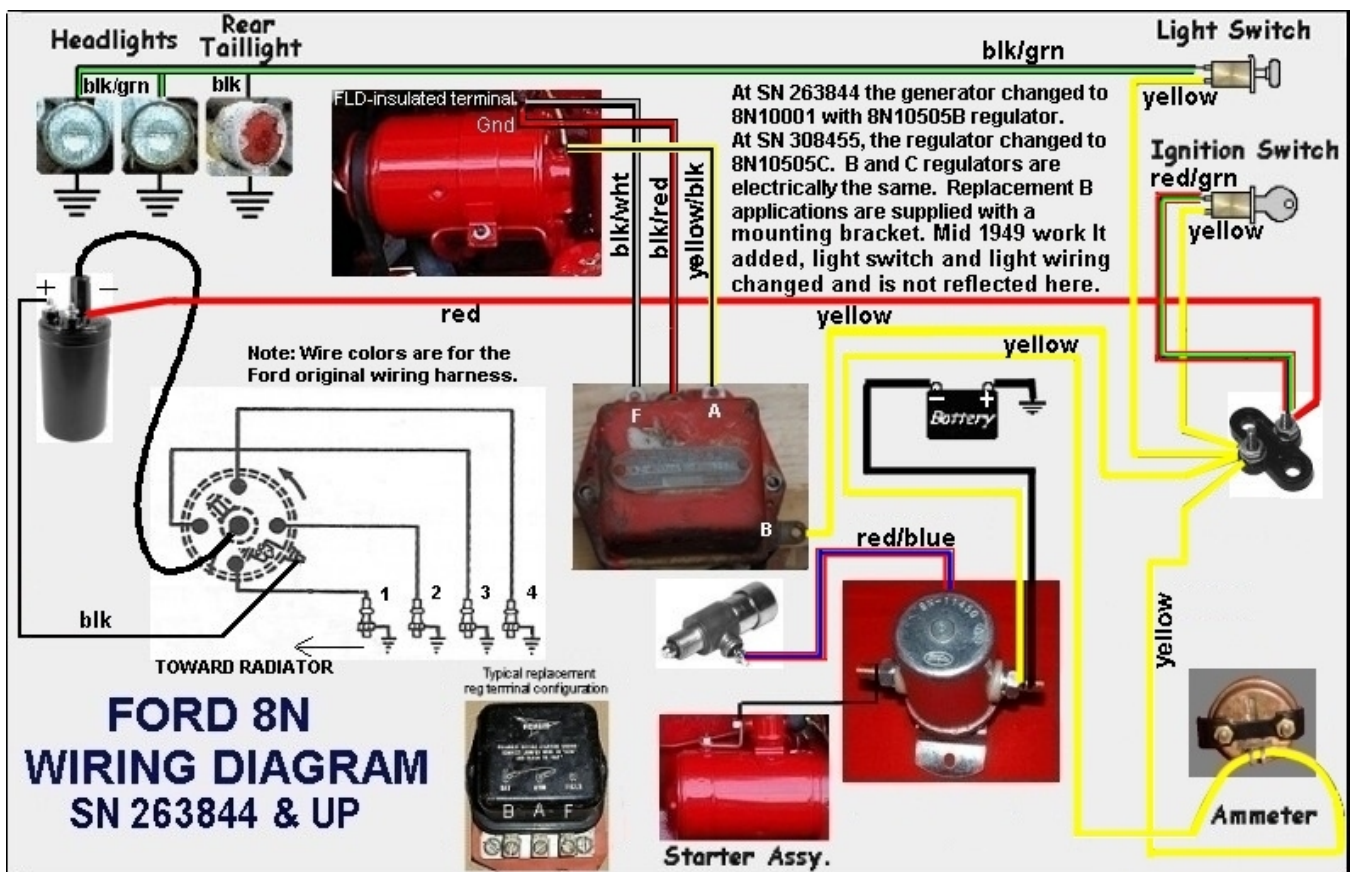 Headlights
Rear
Taillight
Light Switch
blk/grn
blk/grn
blk
yellow
FLD-insulated terminal
Gnd
At SN 263844 the generator changed to
8N10001 with 8N10505B regulator.
At SN 308455, the regulator changed to
8N10505C. B and C regulators are
electrically the same. Replacement B
applications are supplied with a
mounting bracket. Mid 1949 work lt
added, light switch and light wiring
changed and is not reflected here.
Ignition Switch
red/grn
yellow
blk/wht
blk/red
yellow/blk
+ −
red
yellow
yellow
Note: Wire colors are for the
Ford original wiring harness.
F
A
B
− +
Battery
red/blue
1 2 3 4
blk
TOWARD RADIATOR
8N-11450
Ford
yellow
Typical replacement
reg terminal configuration
B A F
FORD 8N
WIRING DIAGRAM
SN 263844 & UP
Starter Assy.
Ammeter